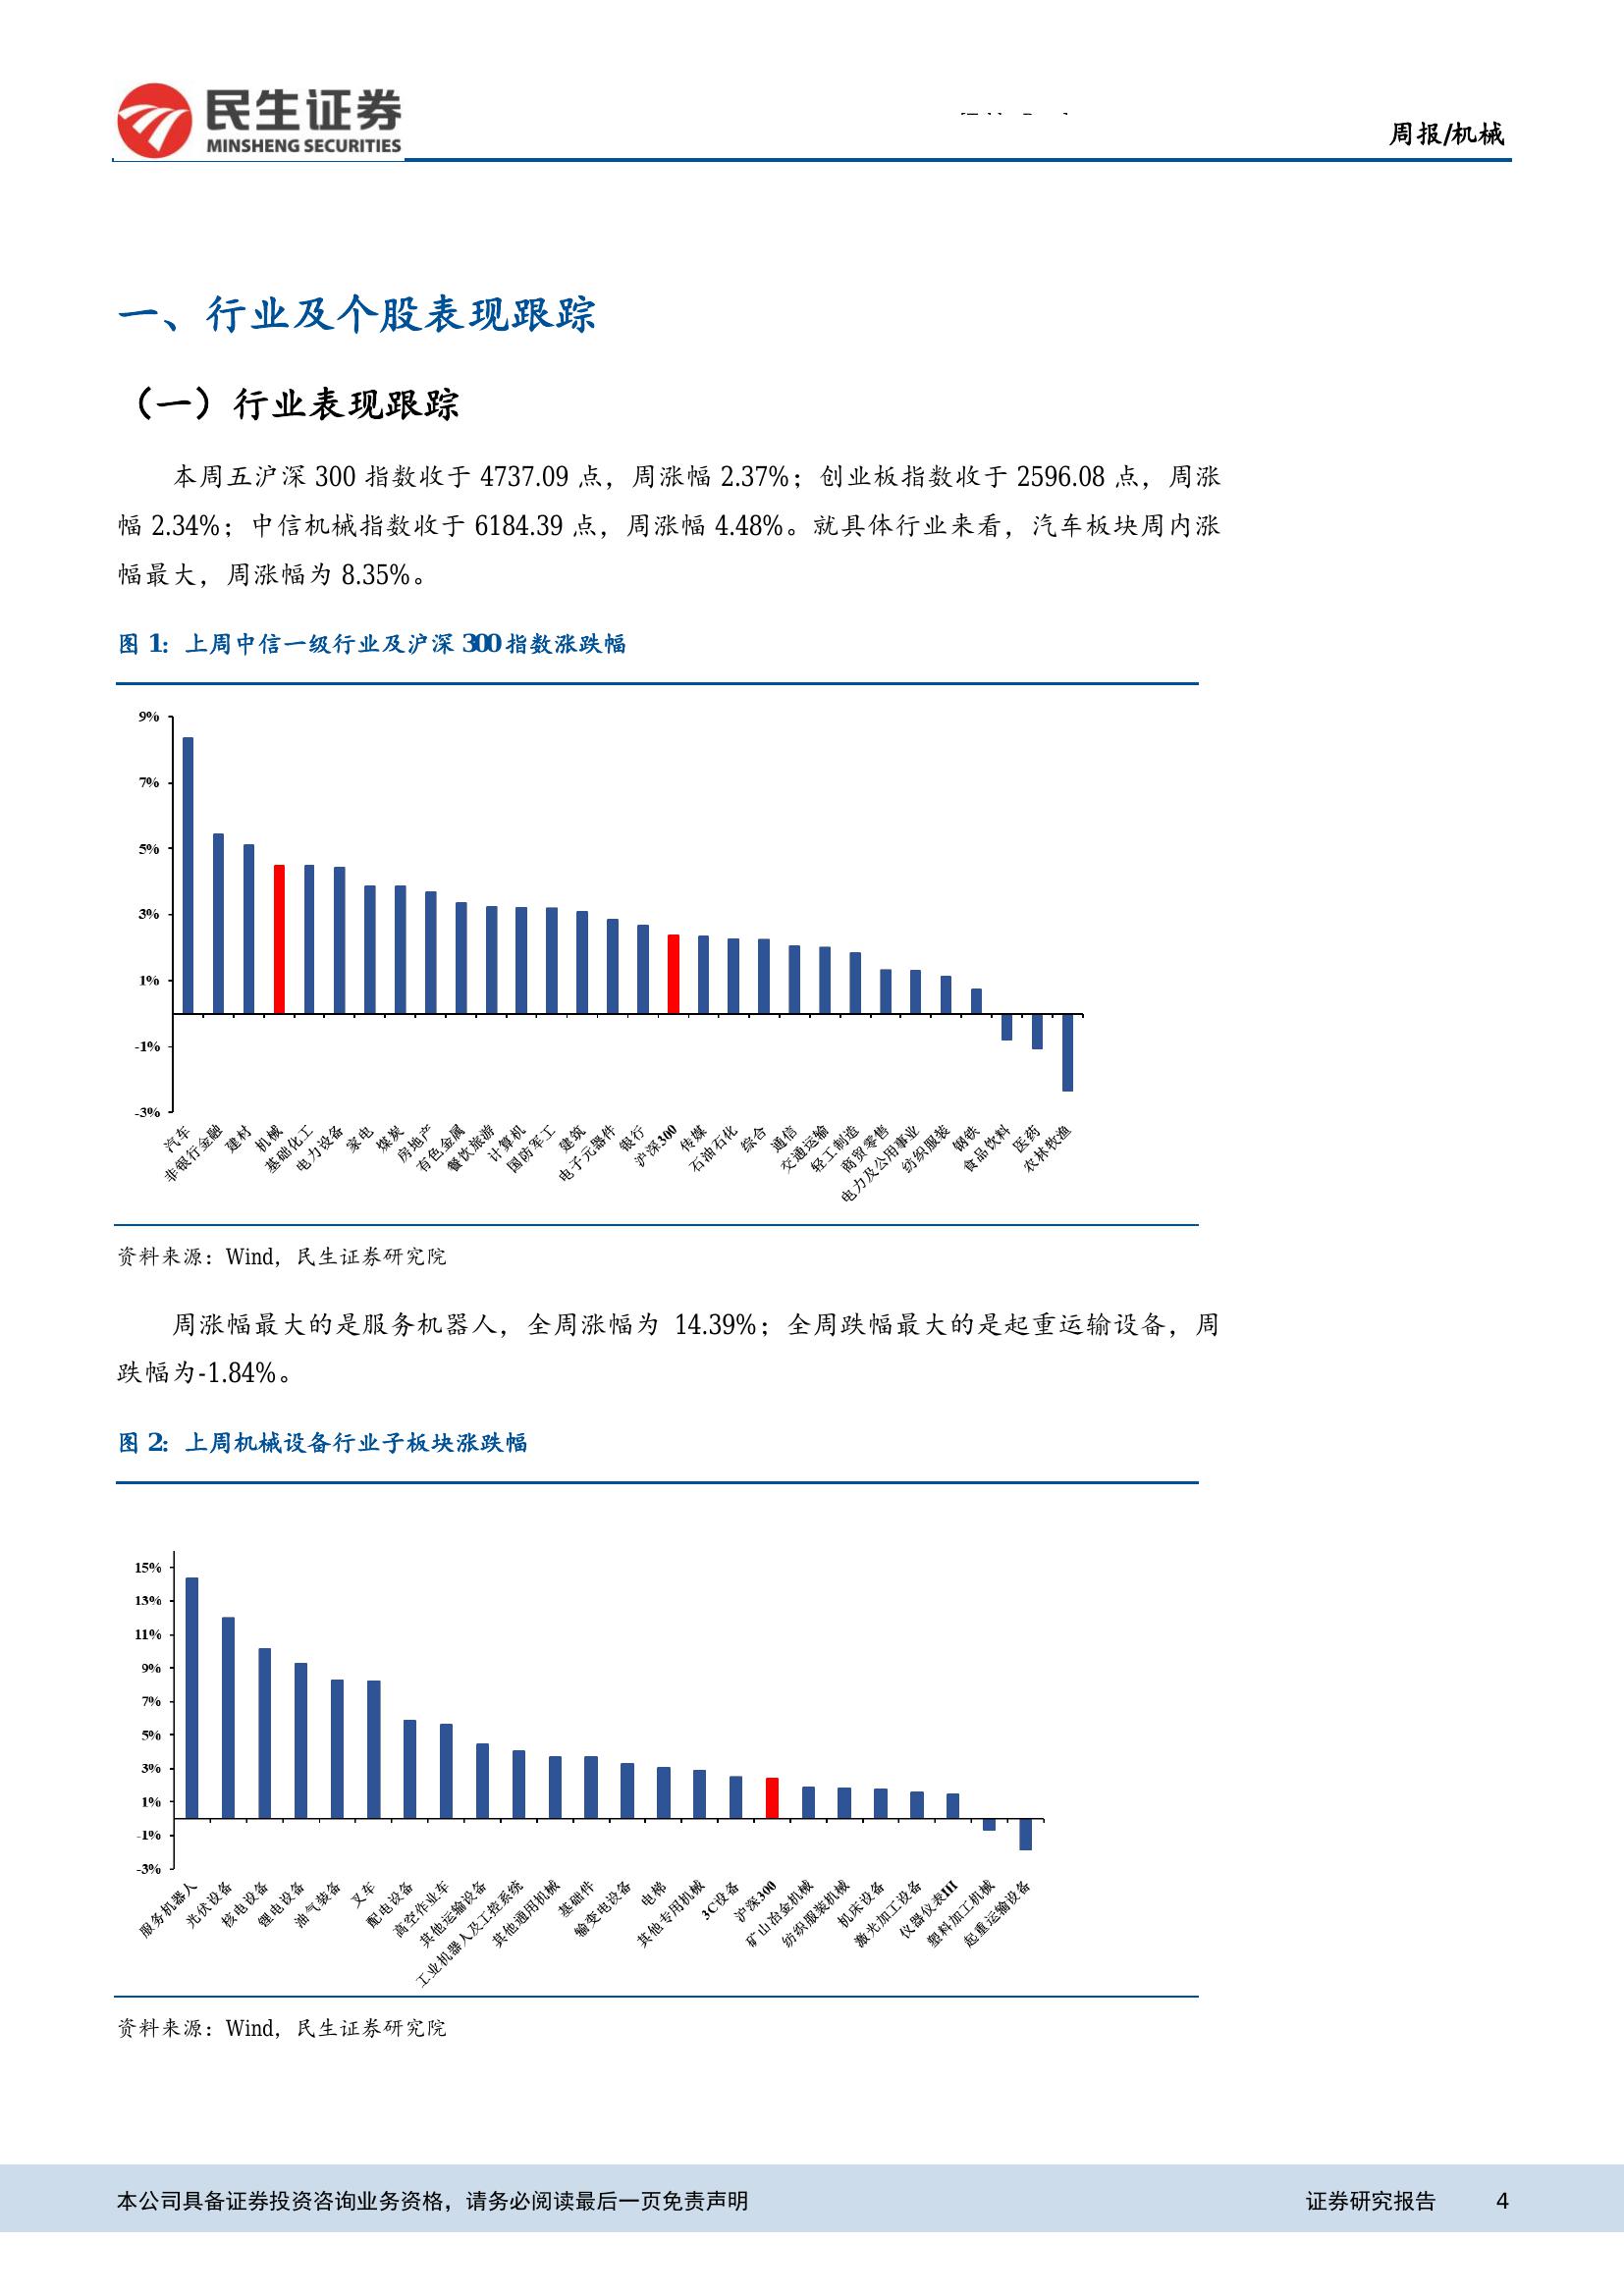 民生证券
MINSHENG SECURITIES
周报/机械
一、行业及个股表现跟踪
（一）行业表现跟踪
本周五沪深 300 指数收于 4737.09 点，周涨幅 2.37%；创业板指数收于 2596.08 点，周涨
幅 2.34%；中信机械指数收于 6184.39 点，周涨幅 4.48%。就具体行业来看，汽车板块周内涨
幅最大，周涨幅为 8.35%。
图 1：上周中信一级行业及沪深 300 指数涨跌幅
9%
7%
5%
3%
1%
-1%
-3%
汽车
非银行金融
建材
机械
基础化工
电力设备
家电
煤炭
房地产
有色金属
餐饮旅游
计算机
国防军工
建筑
电子元器件
银行
沪深300
传媒
石油石化
综合
通信
交通运输
轻工制造
商贸零售
电力及公用事业
纺织服装
钢铁
食品饮料
医药
农林牧渔
资料来源：Wind，民生证券研究院
周涨幅最大的是服务机器人，全周涨幅为 14.39%；全周跌幅最大的是起重运输设备，周
跌幅为-1.84%。
图 2：上周机械设备行业子板块涨跌幅
15%
13%
11%
9%
7%
5%
3%
1%
-1%
-3%
服务机器人
光伏设备
核电设备
锂电设备
油气装备
叉车
配电设备
高空作业车
其他运输设备
工业机器人及工控系统
其他通用机械
基础件
输变电设备
电梯
其他专用机械
3C设备
沪深300
矿山冶金机械
纺织服装机械
机床设备
激光加工设备
仪器仪表III
塑料加工机械
起重运输设备
资料来源：Wind，民生证券研究院
本公司具备证券投资咨询业务资格，请务必阅读最后一页免责声明
证券研究报告
4